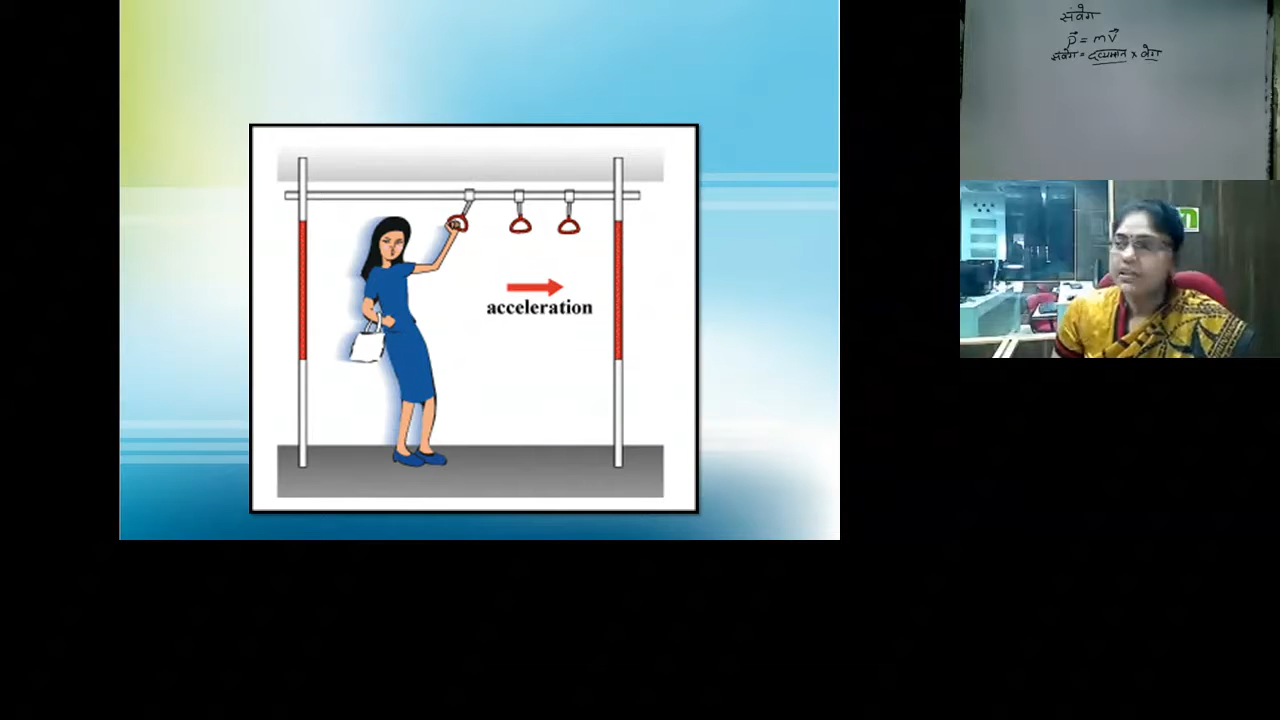 संवेग
p⃗ = mv⃗
संवेग = द्रव्यमान x वेग
acceleration